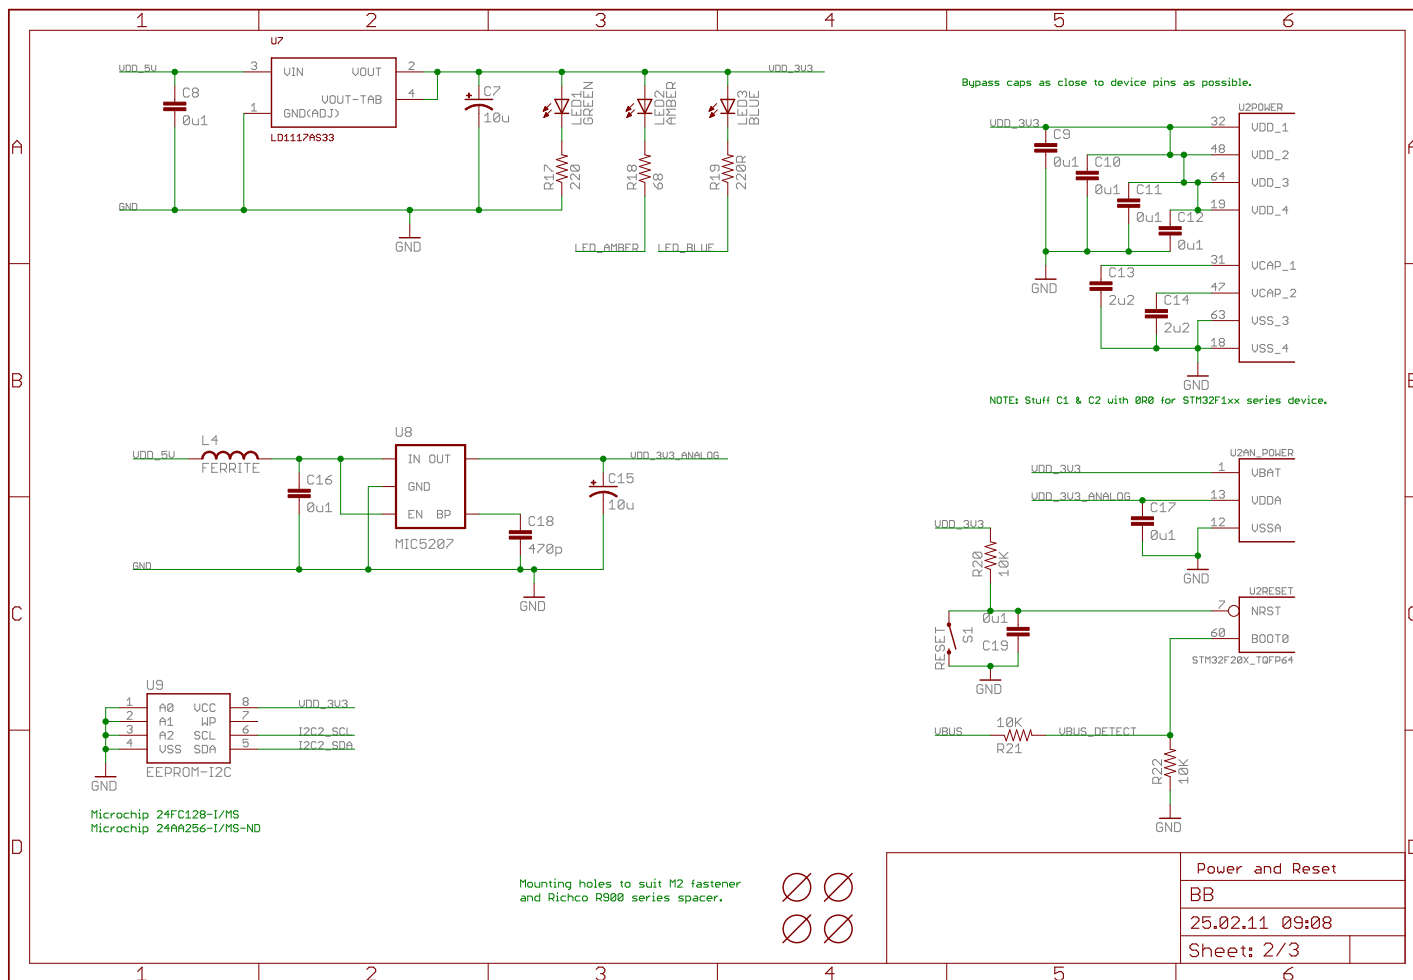 1 2 3 4 5 6
U7
VDD_5V 3 VIN VOUT 2 VDD_3V3
VOUT-TAB 4
1 GND(ADJ)
LD1117AS33
C8
0u1
C7
10u
LED1
GREEN
LED2
AMBER
LED3
BLUE
R17
220
R18
68
R19
220R
GND
GND
LED_AMBER
LED_BLUE
A
Bypass caps as close to device pins as possible.
U2POWER
VDD_3V3
32 VDD_1
48 VDD_2
64 VDD_3
19 VDD_4
31 VCAP_1
47 VCAP_2
63 VSS_3
18 VSS_4
C9
0u1
C10
0u1
C11
0u1
C12
0u1
GND
C13
2u2
C14
2u2
GND
NOTE: Stuff C1 & C2 with 0R0 for STM32F1xx series device.
B
L4
FERRITE
VDD_5V
U8
IN OUT
GND
EN BP
MIC5207
VDD_3V3_ANALOG
C16
0u1
C15
10u
C18
470p
GND
GND
U2AN_POWER
VDD_3V3 1 VBAT
VDD_3V3_ANALOG 13 VDDA
12 VSSA
C17
0u1
GND
VDD_3V3
R20
10K
U2RESET
7 NRST
60 BOOT0
STM32F20X_TQFP64
0u1
C19
RESET
S1
GND
C
U9
1 A0 VCC 8 VDD_3V3
2 A1 WP 7
3 A2 SCL 6 I2C2_SCL
4 VSS SDA 5 I2C2_SDA
GND
EEPROM-I2C
Microchip 24FC128-I/MS
Microchip 24AA256-I/MS-ND
VBUS
10K
R21
VBUS_DETECT
R22
10K
GND
D
Mounting holes to suit M2 fastener
and Richco R900 series spacer.
Power and Reset
BB
25.02.11 09:08
Sheet: 2/3
1 2 3 4 5 6